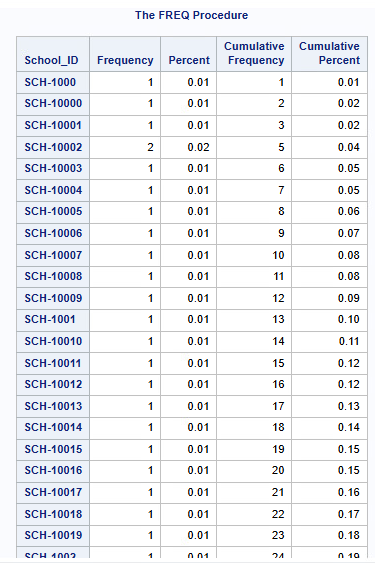 The FREQ Procedure
School_ID Frequency Percent Cumulative Frequency Cumulative Percent
SCH-1000 1 0.01 1 0.01
SCH-10000 1 0.01 2 0.02
SCH-10001 1 0.01 3 0.02
SCH-10002 2 0.02 5 0.04
SCH-10003 1 0.01 6 0.05
SCH-10004 1 0.01 7 0.05
SCH-10005 1 0.01 8 0.06
SCH-10006 1 0.01 9 0.07
SCH-10007 1 0.01 10 0.08
SCH-10008 1 0.01 11 0.08
SCH-10009 1 0.01 12 0.09
SCH-1001 1 0.01 13 0.10
SCH-10010 1 0.01 14 0.11
SCH-10011 1 0.01 15 0.12
SCH-10012 1 0.01 16 0.12
SCH-10013 1 0.01 17 0.13
SCH-10014 1 0.01 18 0.14
SCH-10015 1 0.01 19 0.15
SCH-10016 1 0.01 20 0.15
SCH-10017 1 0.01 21 0.16
SCH-10018 1 0.01 22 0.17
SCH-10019 1 0.01 23 0.18
SCH-1002 1 0.01 24 0.19